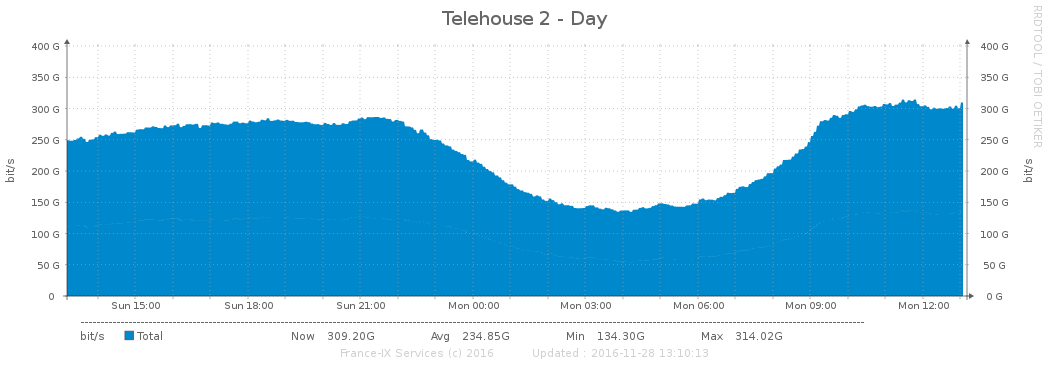 Telehouse 2 - Day
RRDTOOL / TOBI OETIKER
bit/s
400 G
350 G
300 G
250 G
200 G
150 G
100 G
50 G
0
400 G
350 G
300 G
250 G
200 G
150 G
100 G
50 G
0 G
bit/s
Sun 15:00 Sun 18:00 Sun 21:00 Mon 00:00 Mon 03:00 Mon 06:00 Mon 09:00 Mon 12:00
bit/s Total Now 309.20G Avg 234.85G Min 134.30G Max 314.02G
France-IX Services (c) 2016 Updated : 2016-11-28 13:10:13